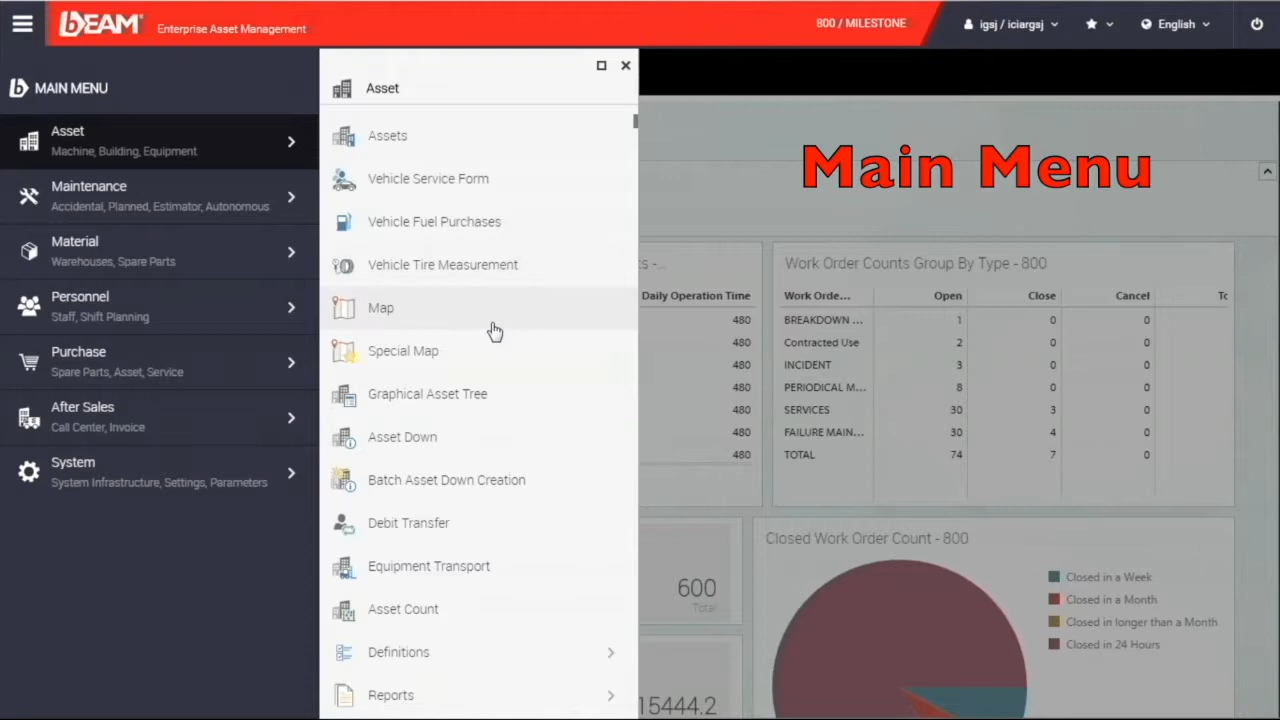 bEAM
Enterprise Asset Management
800 / MILESTONE
igsj / iciargsj
English
MAIN MENU
Asset
Machine, Building, Equipment
Maintenance
Accidental, Planned, Estimator, Autonomous
Material
Warehouses, Spare Parts
Personnel
Staff, Shift Planning
Purchase
Spare Parts, Asset, Service
After Sales
Call Center, Invoice
System
System Infrastructure, Settings, Parameters
Asset
Assets
Vehicle Service Form
Vehicle Fuel Purchases
Vehicle Tire Measurement
Map
Special Map
Graphical Asset Tree
Asset Down
Batch Asset Down Creation
Debit Transfer
Equipment Transport
Asset Count
Definitions
Reports
Main Menu
Daily Operation Time
480
480
480
480
480
480
480
Work Order Counts Group By Type - 800
Work Orde... Open Close Cancel
BREAKDOWN ... 1 0 0
Contracted Use 2 0 0
INCIDENT 3 0 0
PERIODICAL M... 8 0 0
SERVICES 30 3 0
FAILURE MAIN... 30 4 0
TOTAL 74 7 0
600
Total
15444.2
Closed Work Order Count - 800
Closed in a Week
Closed in a Month
Closed in longer than a Month
Closed in 24 Hours